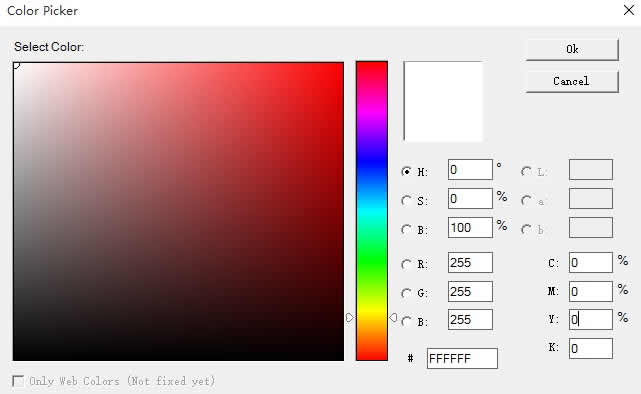 Color Picker
Select Color:
Ok
Cancel
H: 0 °
L:
S: 0 %
a:
B: 100 %
b:
R: 255
C: 0 %
G: 255
M: 0 %
B: 255
Y: 0 %
K: 0
# FFFFFF
Only Web Colors (Not fixed yet)